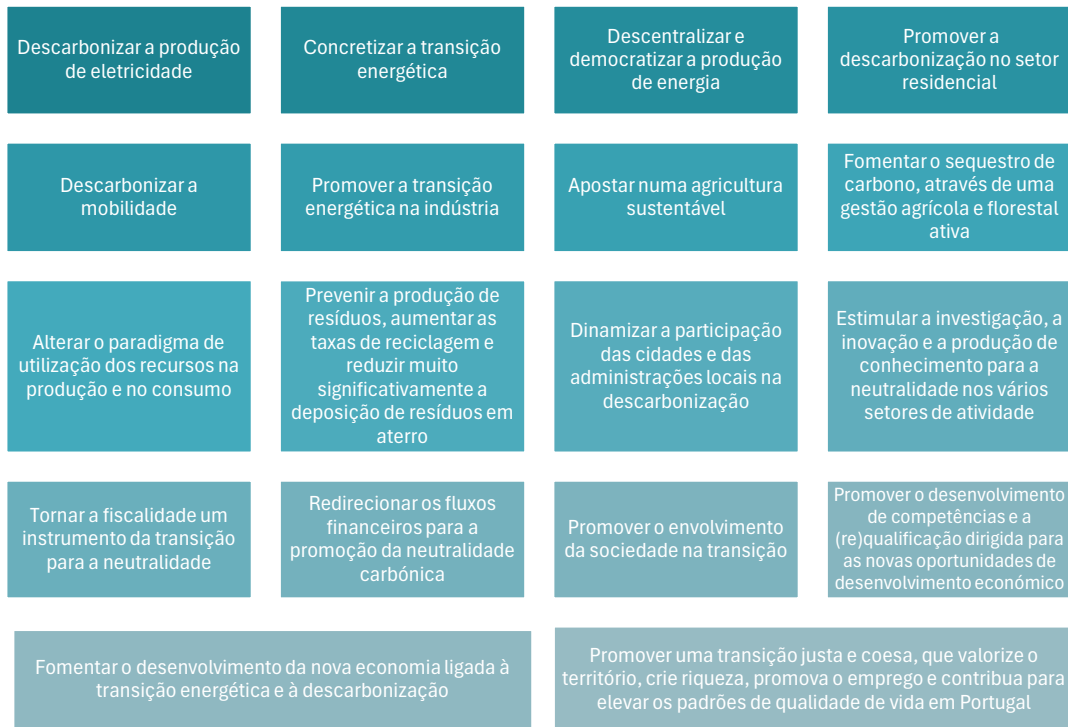 Descarbonizar a produção
de eletricidade
Concretizar a transição
energética
Descentralizar e
democratizar a produção
de energia
Promover a
descarbonização no setor
residencial
Descarbonizar a
mobilidade
Promover a transição
energética na indústria
Apostar numa agricultura
sustentável
Fomentar o sequestro de
carbono, através de uma
gestão agrícola e florestal
ativa
Alterar o paradigma de
utilização dos recursos na
produção e no consumo
Prevenir a produção de
resíduos, aumentar as
taxas de reciclagem e
reduzir muito
significativamente a
deposição de resíduos em
aterro
Dinamizar a participação
das cidades e das
administrações locais na
descarbonização
Estimular a investigação, a
inovação e a produção de
conhecimento para a
neutralidade nos vários
setores de atividade
Tornar a fiscalidade um
instrumento da transição
para a neutralidade
Redirecionar os fluxos
financeiros para a
promoção da neutralidade
carbónica
Promover o envolvimento
da sociedade na transição
Promover o desenvolvimento
de competências e a
(re)qualificação dirigida para
as novas oportunidades de
desenvolvimento económico
Fomentar o desenvolvimento da nova economia ligada à
transição energética e à descarbonização
Promover uma transição justa e coesa, que valorize o
território, crie riqueza, promova o emprego e contribua para
elevar os padrões de qualidade de vida em Portugal